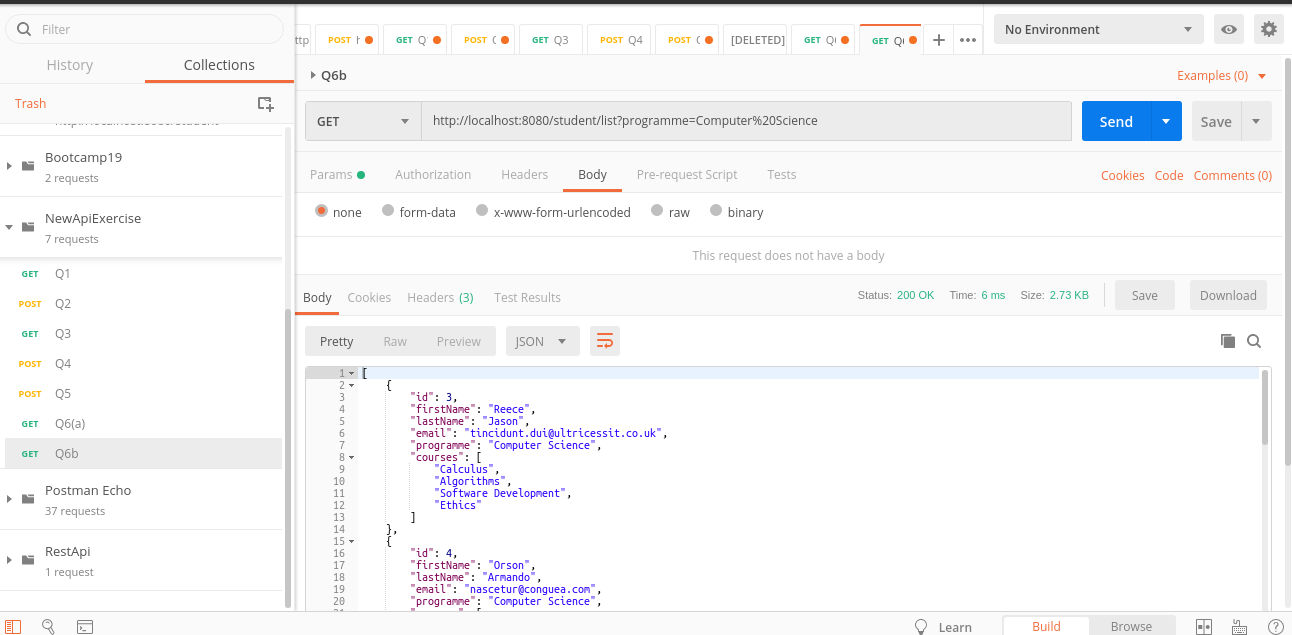 Filter
History Collections
Trash
Bootcamp19
2 requests
NewApiExercise
7 requests
GET Q1
POST Q2
GET Q3
POST Q4
POST Q5
GET Q6(a)
GET Q6b
Postman Echo
37 requests
RestApi
1 request
ttp POST GET Q POST GET Q3 POST Q4 POST [DELETED] GET GET
No Environment
Q6b
Examples (0)
GET http://localhost:8080/student/list?programme=Computer%20Science Send Save
Params Authorization Headers Body Pre-request Script Tests
Cookies Code Comments (0)
none form-data x-www-form-urlencoded raw binary
This request does not have a body
Body Cookies Headers (3) Test Results
Status: 200 OK Time: 6 ms Size: 2.73 KB Save Download
Pretty Raw Preview JSON
1 [
2 {
3 "id": 3,
4 "firstName": "Reece",
5 "lastName": "Jason",
6 "email": "tincidunt.dui@ultricessit.co.uk",
7 "programme": "Computer Science",
8 "courses": [
9 "Calculus",
10 "Algorithms",
11 "Software Development",
12 "Ethics"
13 ]
14 },
15 {
16 "id": 4,
17 "firstName": "Orson",
18 "lastName": "Armando",
19 "email": "nascetur@conguea.com",
20 "programme": "Computer Science",
Learn Build Browse